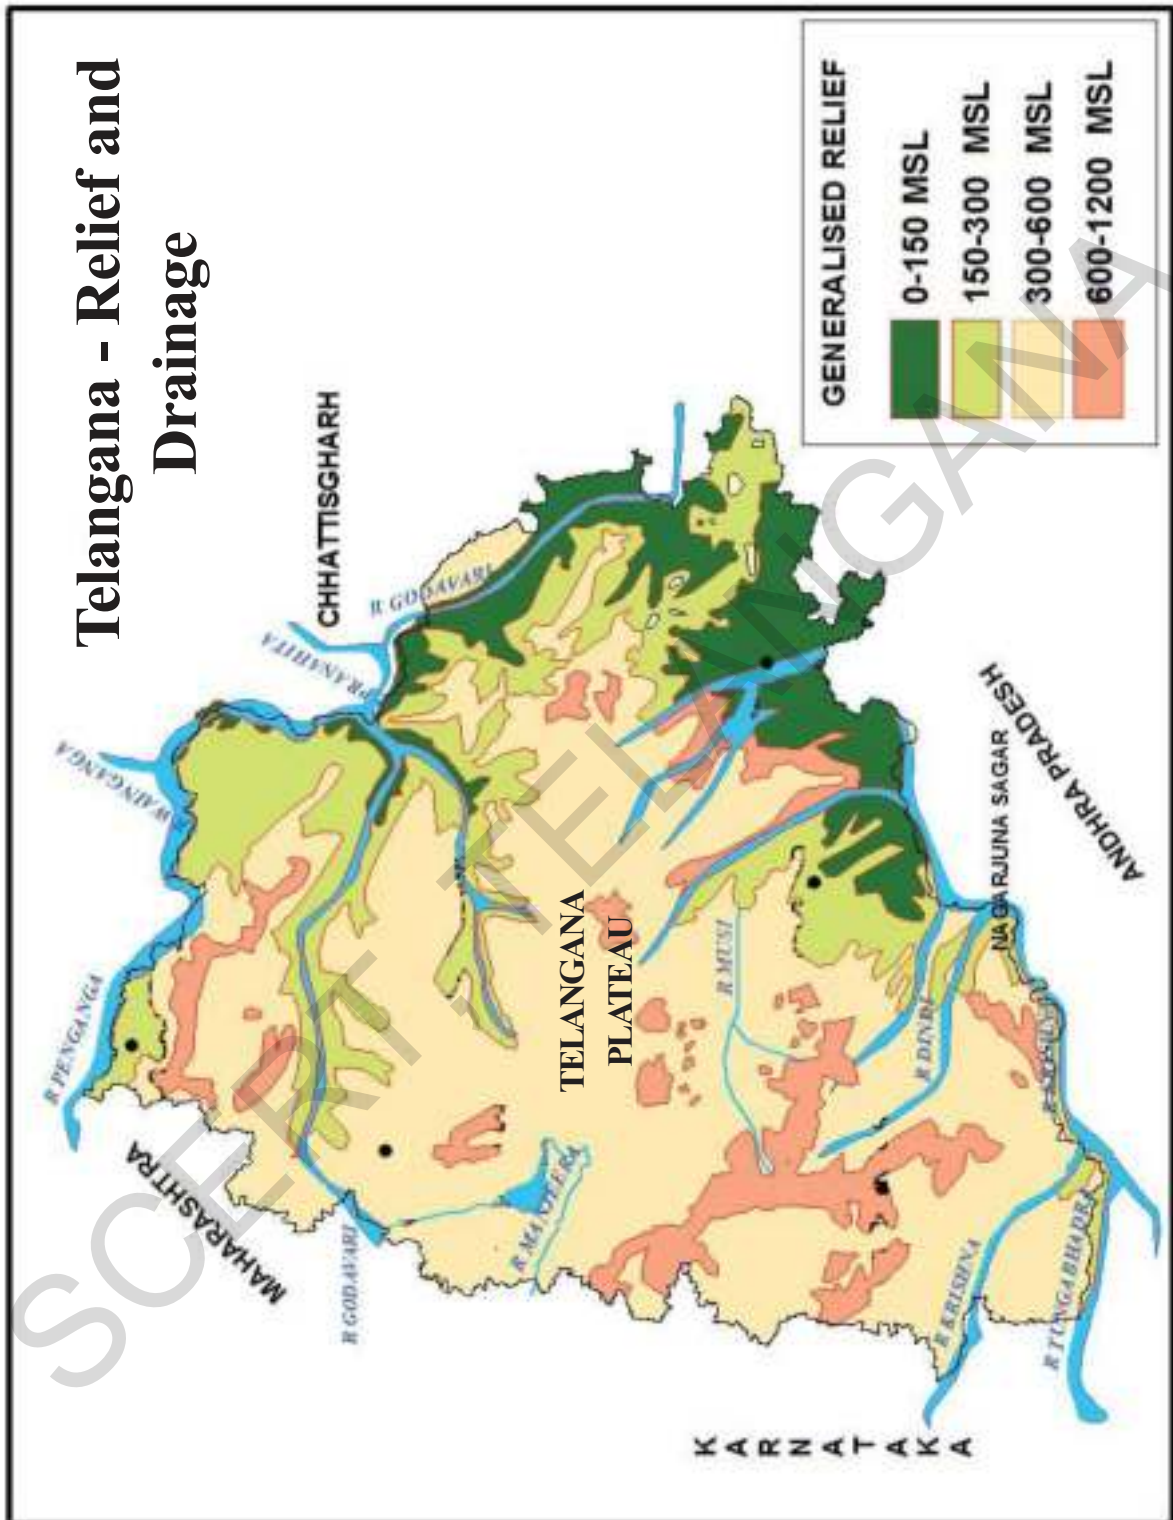 Telangana - Relief and
Drainage
CHHATTISGHARH
R GODAVARI
PRANAHITA
WAINGANGA
R PENGANGA
MAHARASHTRA
R GODAVARI
R MANJEERA
TELANGANA
PLATEAU
R MUSI
R DINDI
NAGARJUNA SAGAR
ANDHRA PRADESH
R KRISHNA
R KRISHNA
R TUNGABHADRA
KARNATAKA
GENERALISED RELIEF
0-150 MSL
150-300 MSL
300-600 MSL
600-1200 MSL
SCERT, TELANGANA